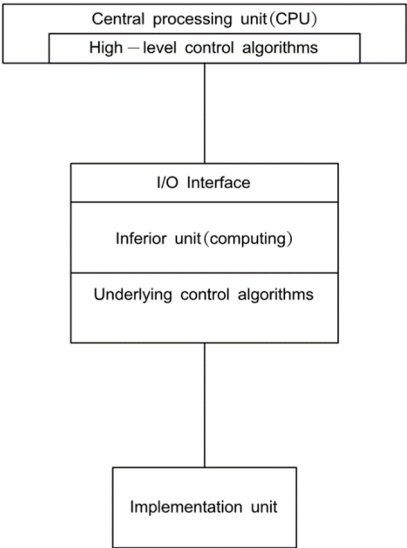 Central processing unit(CPU)
High-level control algorithms
I/O Interface
Inferior unit(computing)
Underlying control algorithms
Implementation unit